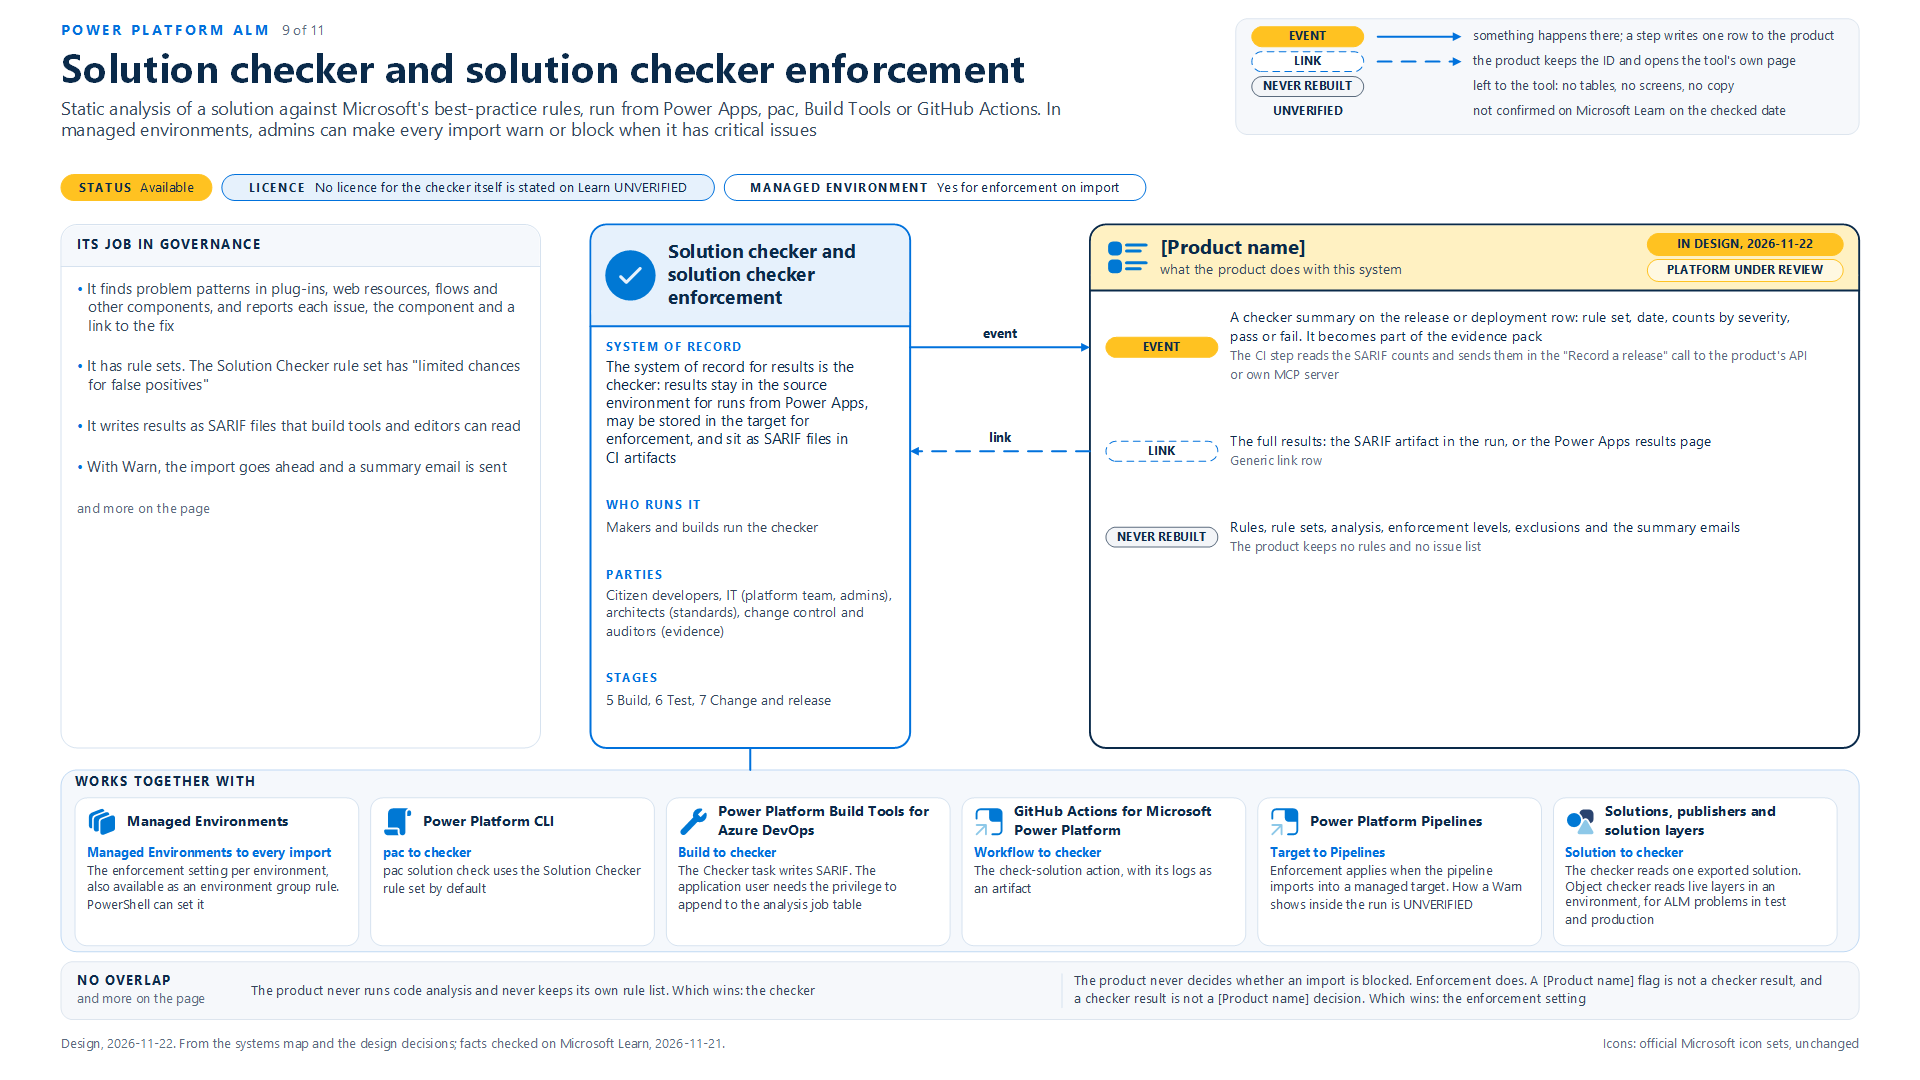 POWER PLATFORM ALM 9 of 11
Solution checker and solution checker enforcement
Static analysis of a solution against Microsoft's best-practice rules, run from Power Apps, pac, Build Tools or GitHub Actions. In
managed environments, admins can make every import warn or block when it has critical issues
EVENT something happens there; a step writes one row to the product
LINK the product keeps the ID and opens the tool's own page
NEVER REBUILT left to the tool: no tables, no screens, no copy
UNVERIFIED not confirmed on Microsoft Learn on the checked date
STATUS Available
LICENCE No licence for the checker itself is stated on Learn UNVERIFIED
MANAGED ENVIRONMENT Yes for enforcement on import
ITS JOB IN GOVERNANCE
• It finds problem patterns in plug-ins, web resources, flows and
other components, and reports each issue, the component and a
link to the fix
• It has rule sets. The Solution Checker rule set has "limited chances
for false positives"
• It writes results as SARIF files that build tools and editors can read
• With Warn, the import goes ahead and a summary email is sent
and more on the page
Solution checker and
solution checker
enforcement
SYSTEM OF RECORD
The system of record for results is the
checker: results stay in the source
environment for runs from Power Apps,
may be stored in the target for
enforcement, and sit as SARIF files in
CI artifacts
WHO RUNS IT
Makers and builds run the checker
PARTIES
Citizen developers, IT (platform team, admins),
architects (standards), change control and
auditors (evidence)
STAGES
5 Build, 6 Test, 7 Change and release
event
link
[Product name]
what the product does with this system
IN DESIGN, 2026-11-22
PLATFORM UNDER REVIEW
EVENT
A checker summary on the release or deployment row: rule set, date, counts by severity,
pass or fail. It becomes part of the evidence pack
The CI step reads the SARIF counts and sends them in the "Record a release" call to the product's API
or own MCP server
LINK
The full results: the SARIF artifact in the run, or the Power Apps results page
Generic link row
NEVER REBUILT
Rules, rule sets, analysis, enforcement levels, exclusions and the summary emails
The product keeps no rules and no issue list
WORKS TOGETHER WITH
Managed Environments
Managed Environments to every import
The enforcement setting per environment,
also available as an environment group rule.
PowerShell can set it
Power Platform CLI
pac to checker
pac solution check uses the Solution Checker
rule set by default
Power Platform Build Tools for
Azure DevOps
Build to checker
The Checker task writes SARIF. The
application user needs the privilege to
append to the analysis job table
GitHub Actions for Microsoft
Power Platform
Workflow to checker
The check-solution action, with its logs as
an artifact
Power Platform Pipelines
Target to Pipelines
Enforcement applies when the pipeline
imports into a managed target. How a Warn
shows inside the run is UNVERIFIED
Solutions, publishers and
solution layers
Solution to checker
The checker reads one exported solution.
Object checker reads live layers in an
environment, for ALM problems in test
and production
NO OVERLAP
and more on the page
The product never runs code analysis and never keeps its own rule list. Which wins: the checker
The product never decides whether an import is blocked. Enforcement does. A [Product name] flag is not a checker result, and
a checker result is not a [Product name] decision. Which wins: the enforcement setting
Design, 2026-11-22. From the systems map and the design decisions; facts checked on Microsoft Learn, 2026-11-21.
Icons: official Microsoft icon sets, unchanged